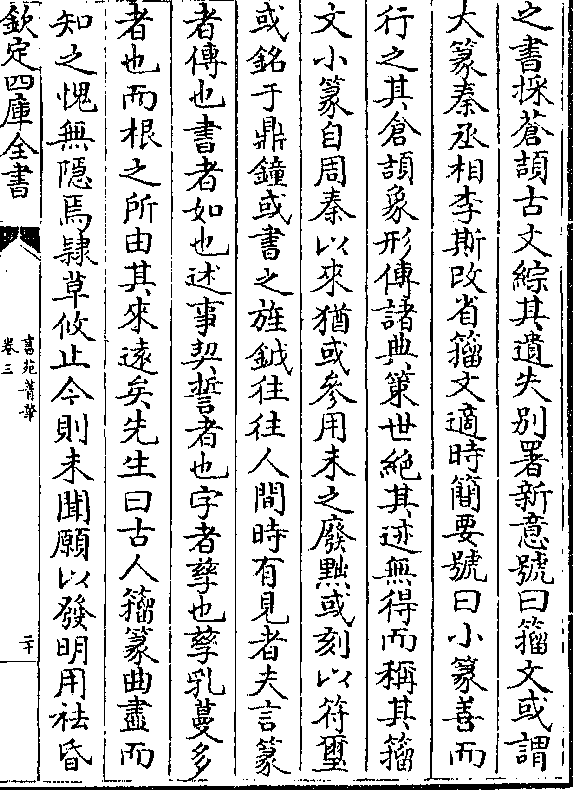 之書採蒼頡古文綜其遺失别署新意號曰籀文或謂
大篆秦丞相李斯改省籀文適時簡要號曰小篆善而
行之其倉頡象形傳諸典策世絶其迹無得而稱其籀
文小篆自周秦以來猶或參用未之廢黜或刻以符璽
或銘于鼎鐘或書之旌鉞往往人間時有見者夫言篆
者傳也書者如也述事契誓者也字者孳也孳乳蔓多
者也而根之所由其來遠矣先生曰古人籀篆曲盡而
知之愧無隱焉隸草攸止今則未聞願以發明用袪昏
欽定四庫全書
書苑菁華
卷三
二十